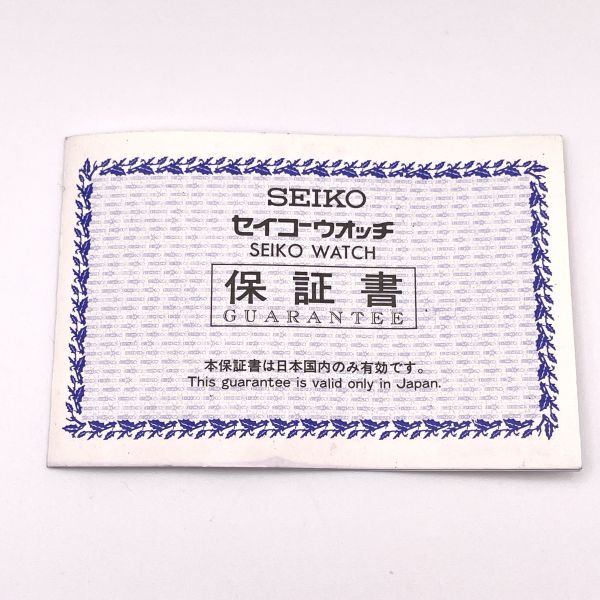 SEIKO
セイコーウオッチ
SEIKO WATCH
保証書
GUARANTEE
本保証書は日本国内のみ有効です。
This guarantee is valid only in Japan.